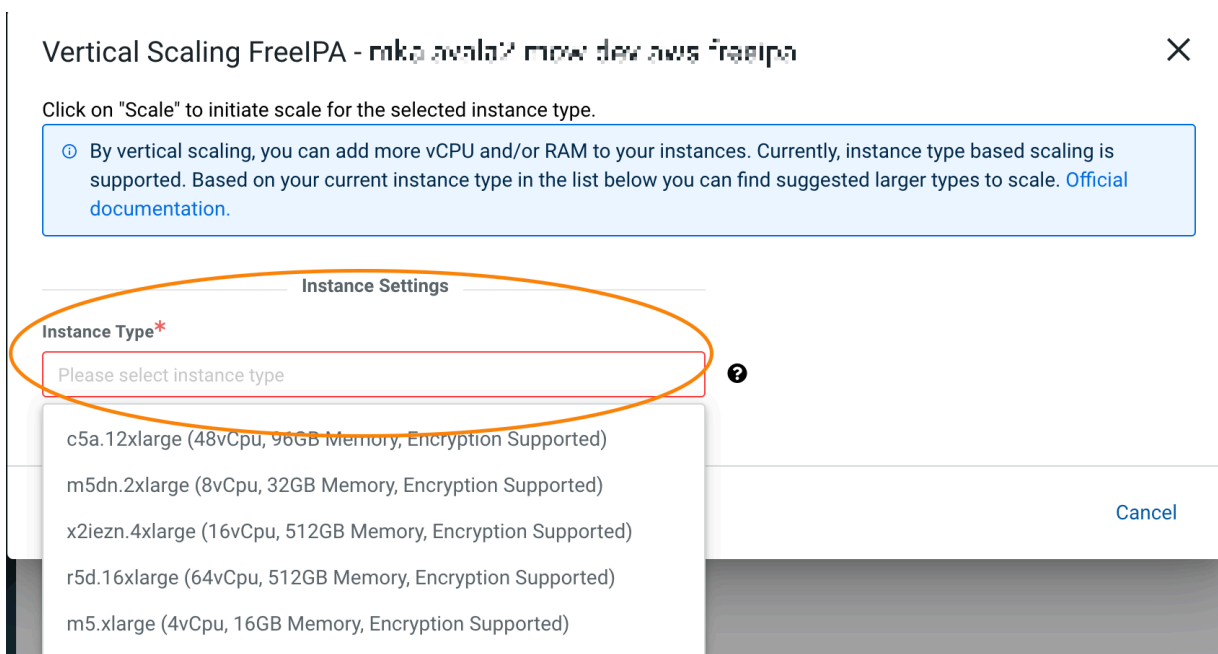 Vertical Scaling FreeIPA -
Click on "Scale" to initiate scale for the selected instance type.
By vertical scaling, you can add more vCPU and/or RAM to your instances. Currently, instance type based scaling is
supported. Based on your current instance type in the list below you can find suggested larger types to scale. Official
documentation.
Instance Settings
Instance Type*
Please select instance type
c5a.12xlarge (48vCpu, 96GB Memory, Encryption Supported)
m5dn.2xlarge (8vCpu, 32GB Memory, Encryption Supported)
x2iezn.4xlarge (16vCpu, 512GB Memory, Encryption Supported)
Cancel
r5d.16xlarge (64vCpu, 512GB Memory, Encryption Supported)
m5.xlarge (4vCpu, 16GB Memory, Encryption Supported)